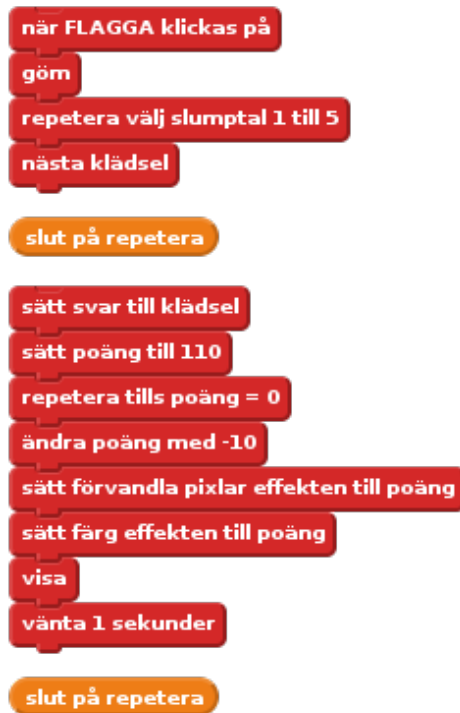 när FLAGGA klickas på
göm
repetera välj slumptal 1 till 5
nästa klädsel
slut på repetera
sätt svar till klädsel
sätt poäng till 110
repetera tills poäng = 0
ändra poäng med -10
sätt förvandla pixlar effekten till poäng
sätt färg effekten till poäng
visa
vänta 1 sekunder
slut på repetera